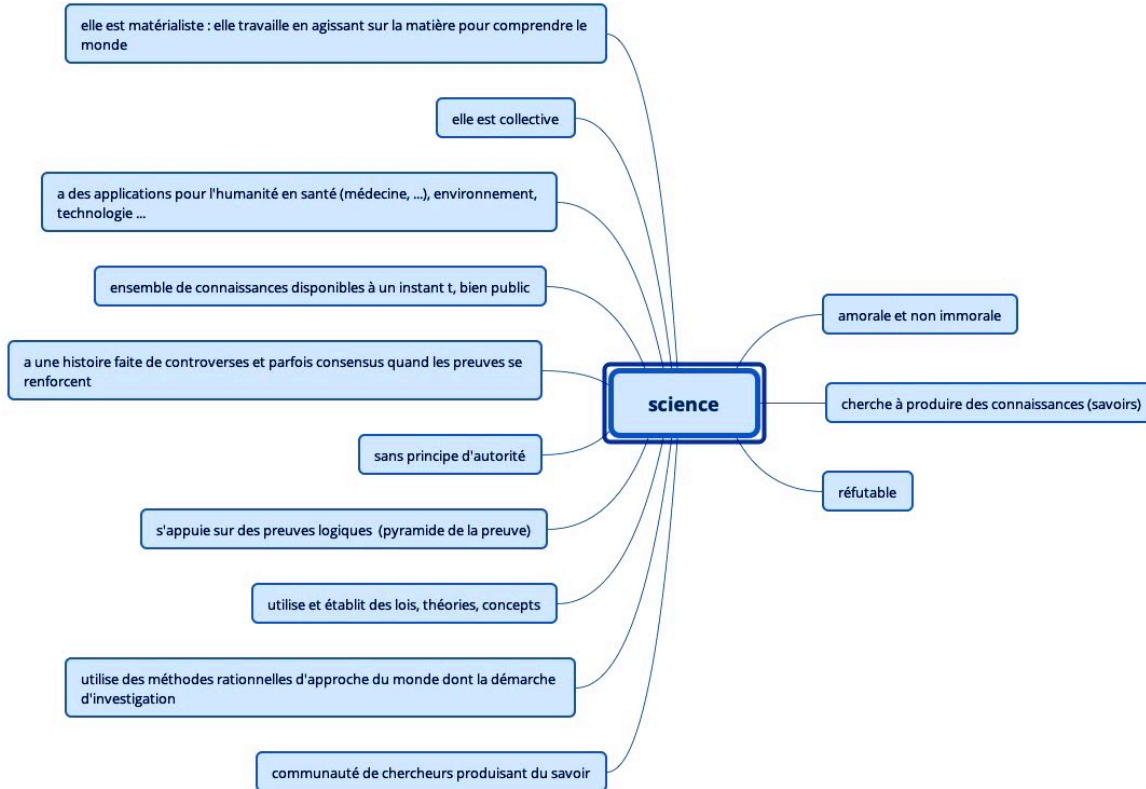 elle est matérialiste : elle travaille en agissant sur la matière pour comprendre le
monde
elle est collective
a des applications pour l'humanité en santé (médecine, ...), environnement,
technologie ...
ensemble de connaissances disponibles à un instant t, bien public
a une histoire faite de controverses et parfois consensus quand les preuves se
renforcent
sans principe d'autorité
s'appuie sur des preuves logiques (pyramide de la preuve)
utilise et établit des lois, théories, concepts
utilise des méthodes rationnelles d'approche du monde dont la démarche
d'investigation
communauté de chercheurs produisant du savoir
science
amorale et non immorale
cherche à produire des connaissances (savoirs)
réfutable